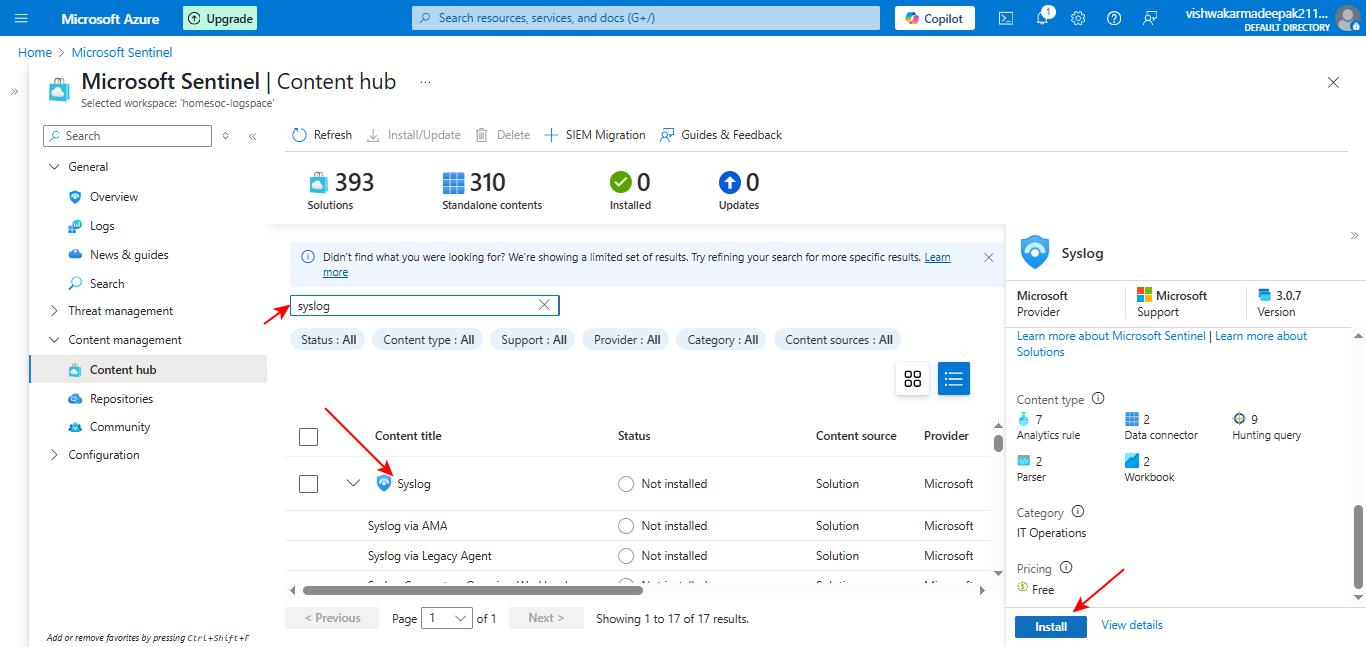 Microsoft Azure
Upgrade
Search resources, services, and docs (G+/)
Copilot
1
vishwakarmadeepak211...
DEFAULT DIRECTORY
Home > Microsoft Sentinel
Microsoft Sentinel | Content hub ...
Selected workspace: 'homesoc-logspace'
Search
General
Overview
Logs
News & guides
Search
Threat management
Content management
Content hub
Repositories
Community
Configuration
Add or remove favorites by pressing Ctrl+Shift+F
Refresh
Install/Update
Delete
SIEM Migration
Guides & Feedback
393
Solutions
310
Standalone contents
0
Installed
0
Updates
Didn't find what you were looking for? We're showing a limited set of results. Try refining your search for more specific results. Learn
more
syslog
Status : All
Content type : All
Support : All
Provider : All
Category : All
Content sources : All
Content title Status Content source Provider
Syslog Not installed Solution Microsoft
Syslog via AMA Not installed Solution Microsoft
Syslog via Legacy Agent Not installed Solution Microsoft
< Previous
Page 1 of 1
Next >
Showing 1 to 17 of 17 results.
Syslog
Microsoft
Provider
Microsoft
Support
3.0.7
Version
Learn more about Microsoft Sentinel | Learn more about
Solutions
Content type
7
Analytics rule
2
Data connector
9
Hunting query
2
Parser
2
Workbook
Category
IT Operations
Pricing
Free
Install
View details